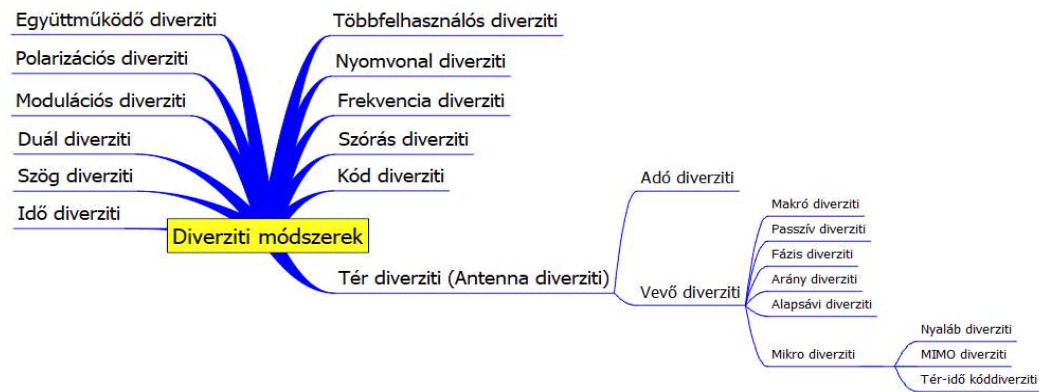 Együttműködő diverziti
Polarizációs diverziti
Modulációs diverziti
Duál diverziti
Szög diverziti
Idő diverziti
Diverziti módszerek
Többfelhasználós diverziti
Nyomvonal diverziti
Frekvencia diverziti
Szórás diverziti
Kód diverziti
Tér diverziti (Antenna diverziti)
Adó diverziti
Vevő diverziti
Makró diverziti
Passzív diverziti
Fázis diverziti
Arány diverziti
Alapsávi diverziti
Mikro diverziti
Nyaláb diverziti
MIMO diverziti
Tér-idő kóddiverziti